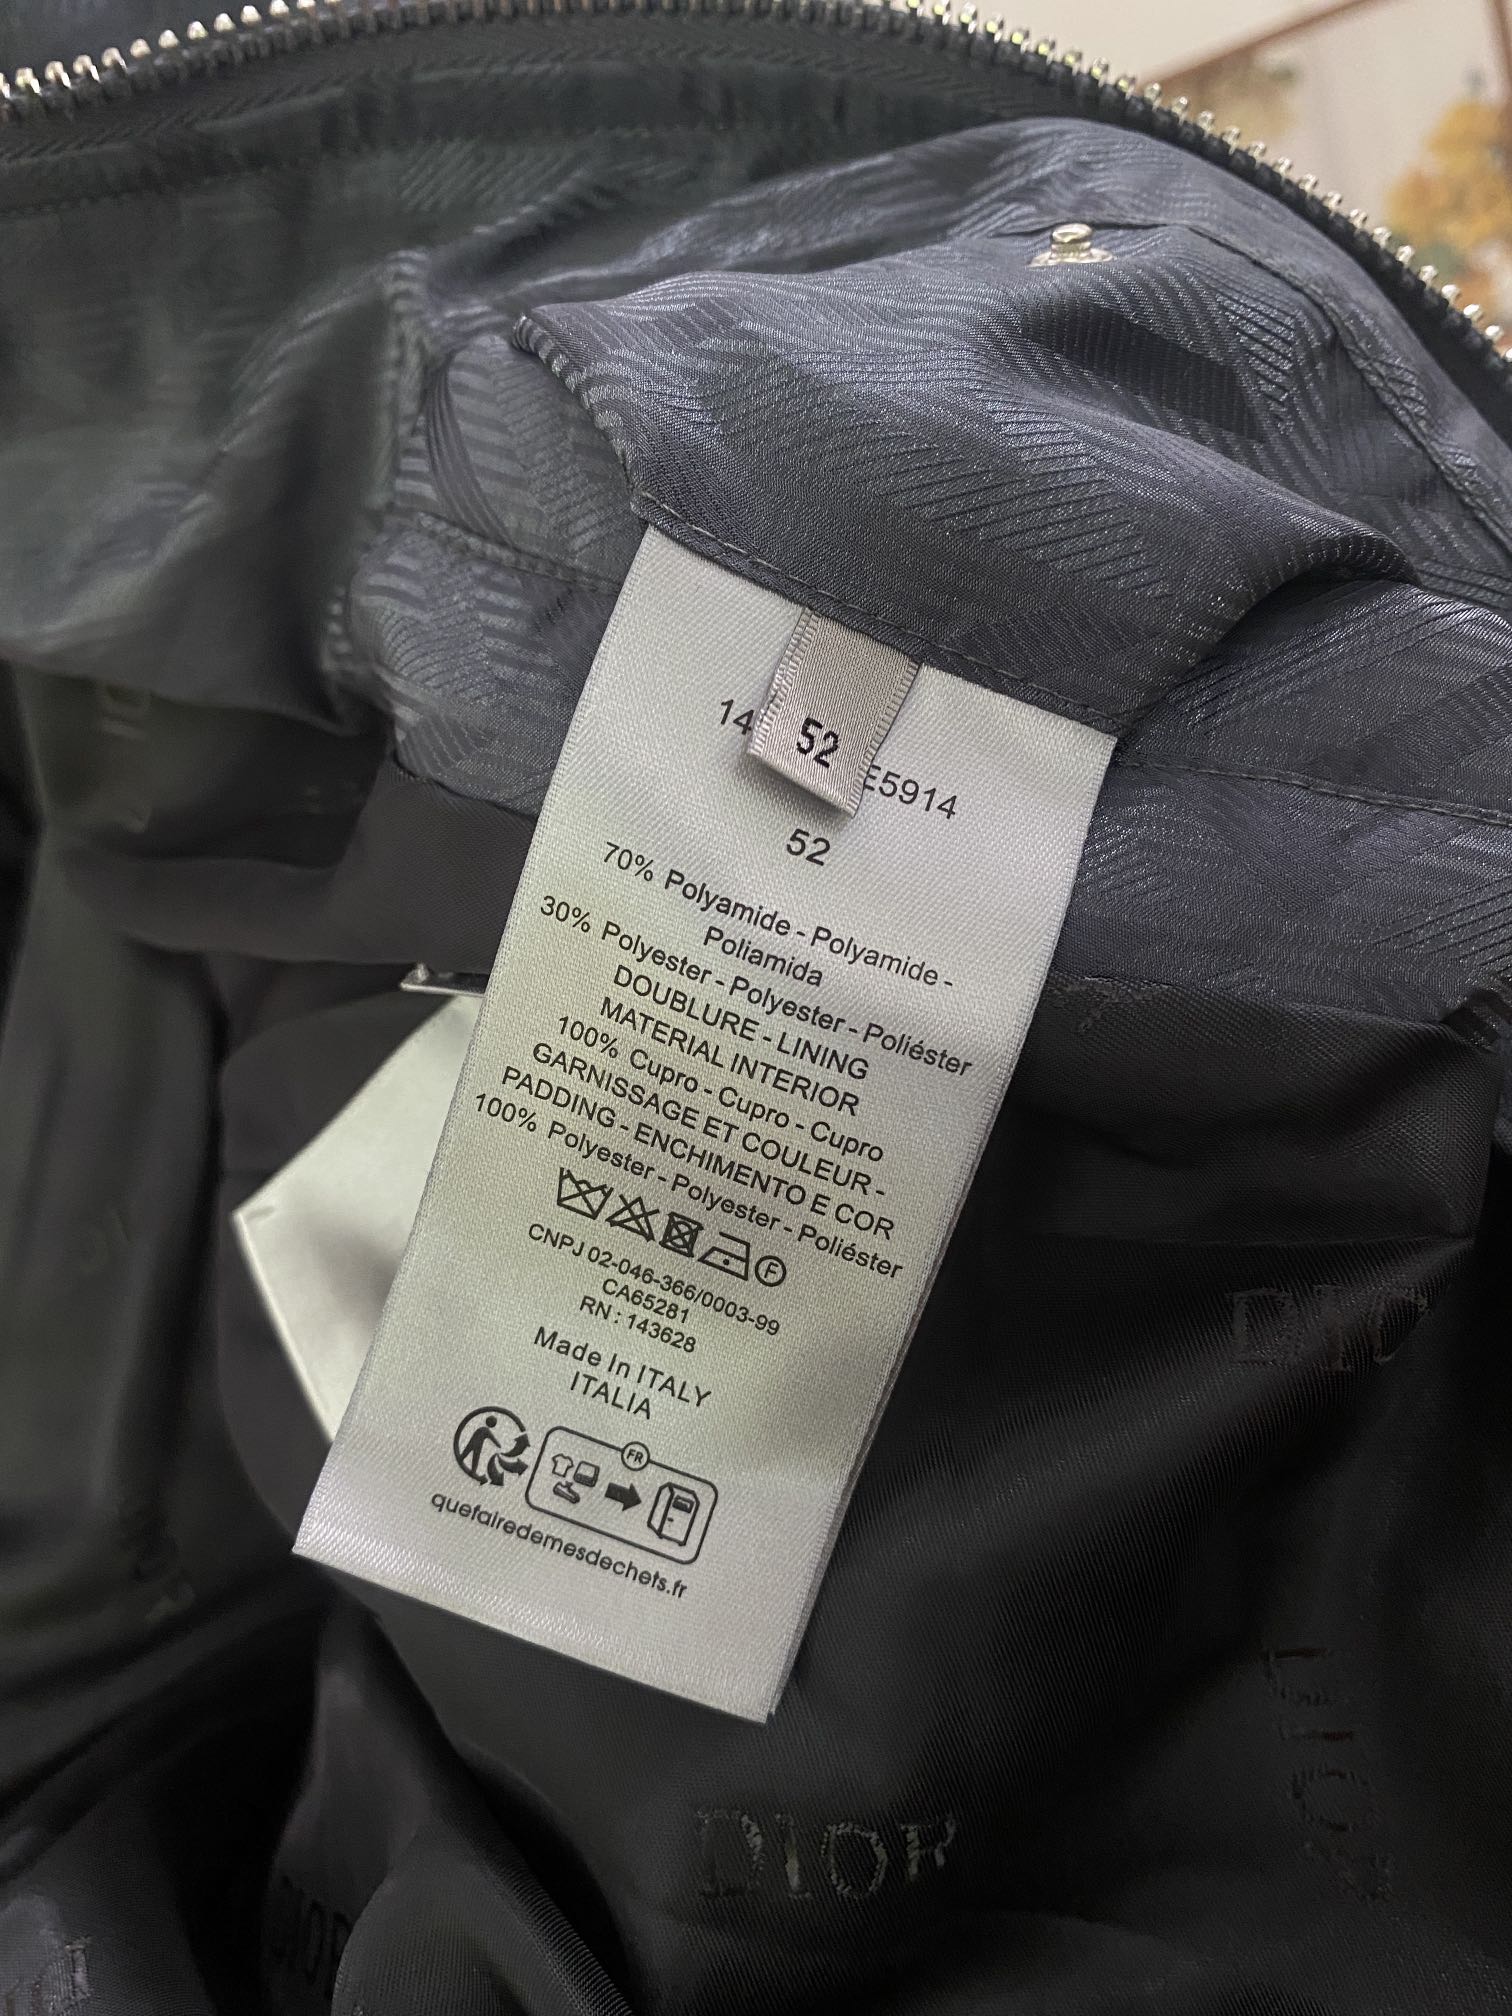 52
14 E5914
52
70% Polyamide - Polyamide -
Poliamida
30% Polyester - Polyester - Poliéster
DOUBLURE - LINING
MATERIAL INTERIOR
100% Cupro - Cupro - Cupro
GARNISSAGE ET COULEUR -
PADDING - ENCHIMENTO E COR
100% Polyester - Polyester - Poliéster
F
CNPJ 02-046-366/0003-99
CA65281
RN : 143628
Made In ITALY
ITALIA
FR
quefairedemesdechets.fr
DIOR
DIOR
DIOR